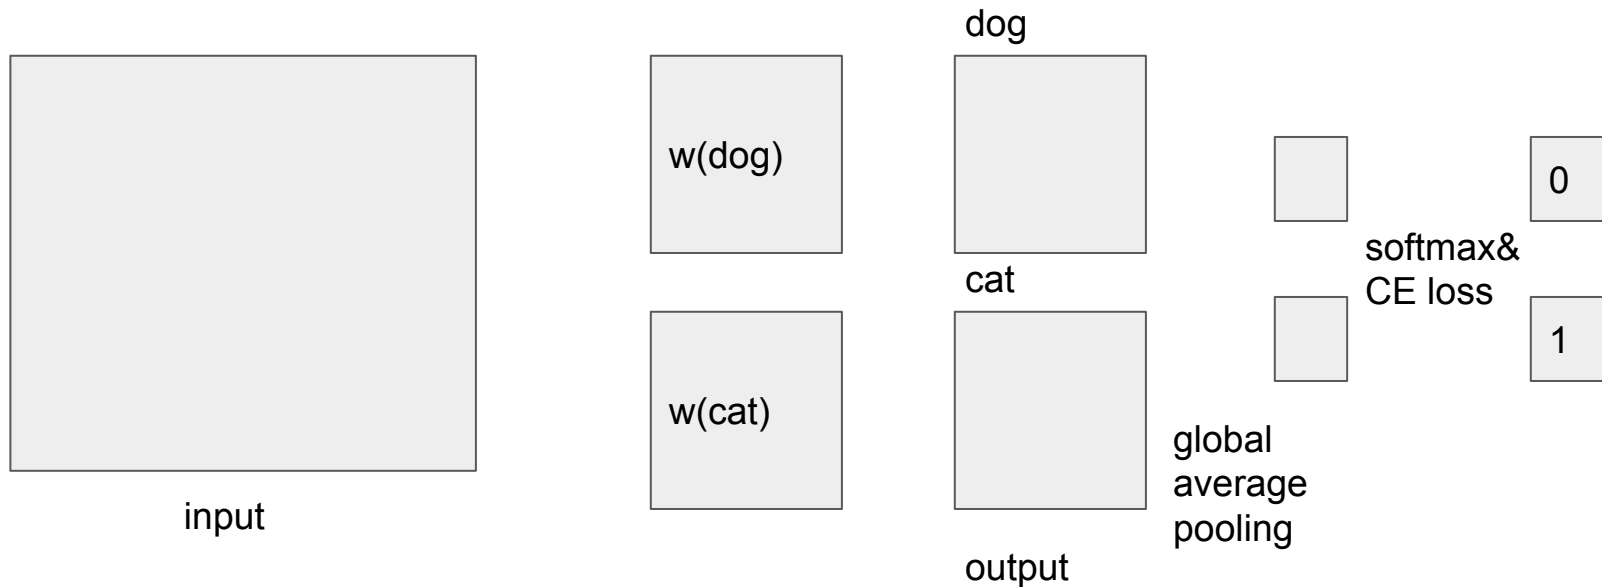 dog
w(dog)
0
softmax&
CE loss
cat
1
w(cat)
global
average
pooling
input
output